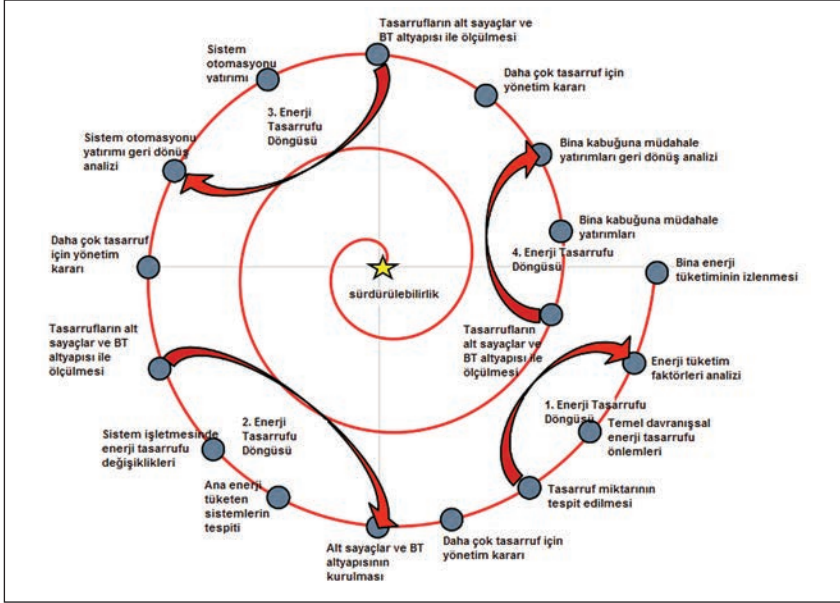 Tasarrufların alt sayaçlar ve
BT altyapısı ile ölçülmesi
Sistem
otomasyonu
yatırımı
Daha çok tasarruf için
yönetim kararı
3. Enerji
Tasarrufu
Döngüsü
Sistem otomasyonu
yatırımı geri dönüş
analizi
Bina kabuğuna müdahale
yatırımları geri dönüş analizi
Daha çok tasarruf
için yönetim
kararı
Bina kabuğuna müdahale
yatırımları
4. Enerji Tasarrufu
Döngüsü
Bina enerji
tüketiminin izlenmesi
sürdürülebilirlik
Tasarrufların alt
sayaçlar ve BT
altyapısı ile
ölçülmesi
Tasarrufların
alt sayaçlar ve
BT altyapısı ile
ölçülmesi
Enerji tüketim
faktörleri analizi
1. Enerji Tasarrufu
Döngüsü
Temel davranışsal
enerji tasarrufu
önlemleri
2. Enerji
Tasarrufu
Döngüsü
Sistem işletmesinde
enerji tasarrufu
değişiklikleri
Ana enerji
tüketen
sistemlerin
tespiti
Tasarruf miktarının
tespit edilmesi
Alt sayaçlar ve BT
altyapısının
kurulması
Daha çok tasarruf için
yönetim kararı